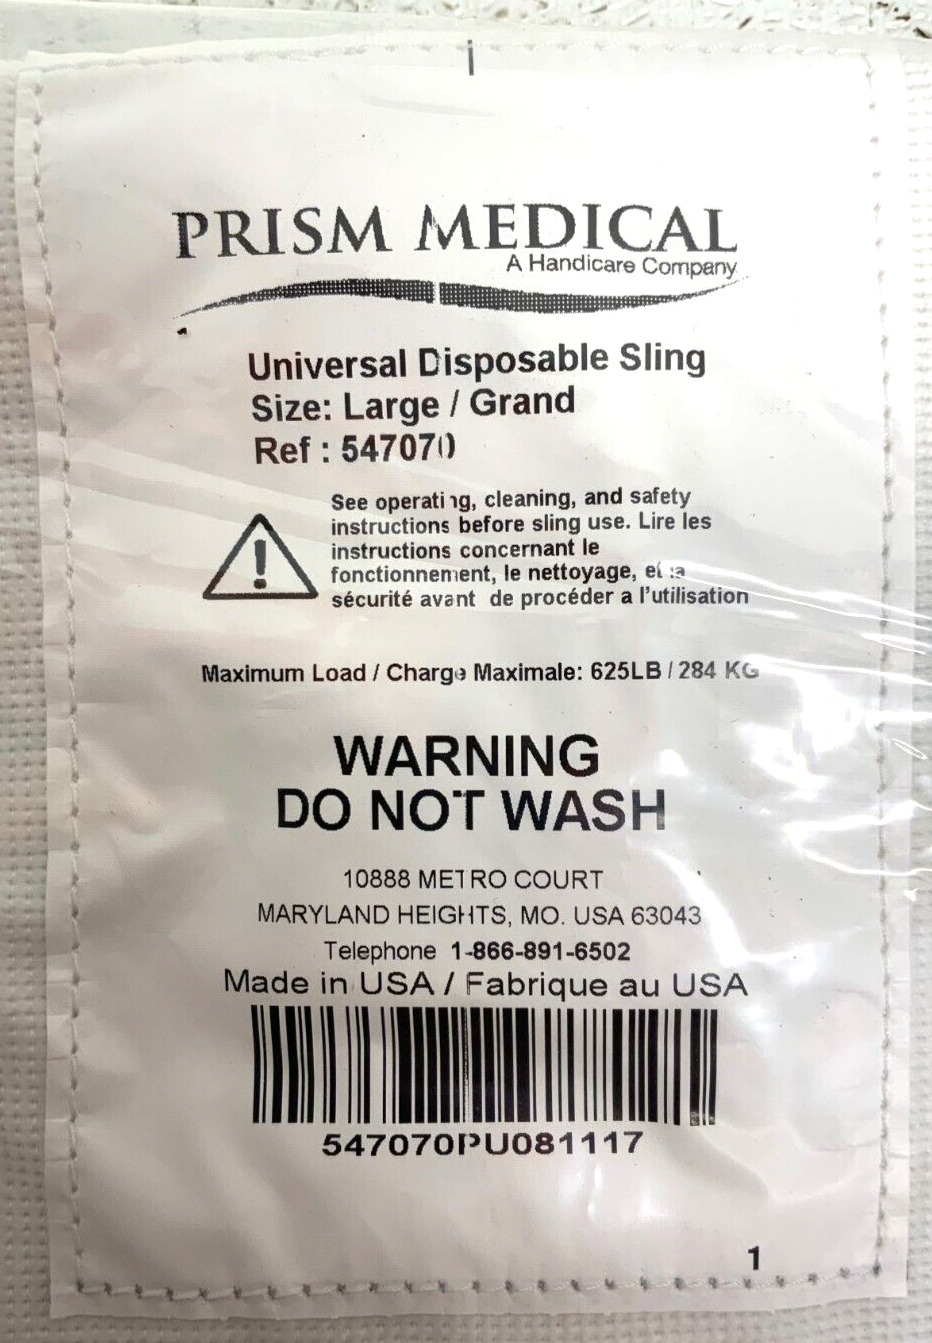 PRISM MEDICAL
A Handicare Company
Universal Disposable Sling
Size: Large / Grand
Ref : 547070
See operating, cleaning, and safety
instructions before sling use. Lire les
instructions concernant le
fonctionnement, le nettoyage, et la
sécurité avant de procéder a l'utilisation
Maximum Load / Charge Maximale: 625LB / 284 KG
WARNING
DO NOT WASH
10888 METRO COURT
MARYLAND HEIGHTS, MO. USA 63043
Telephone 1-866-891-6502
Made in USA / Fabrique au USA
547070PU081117
1